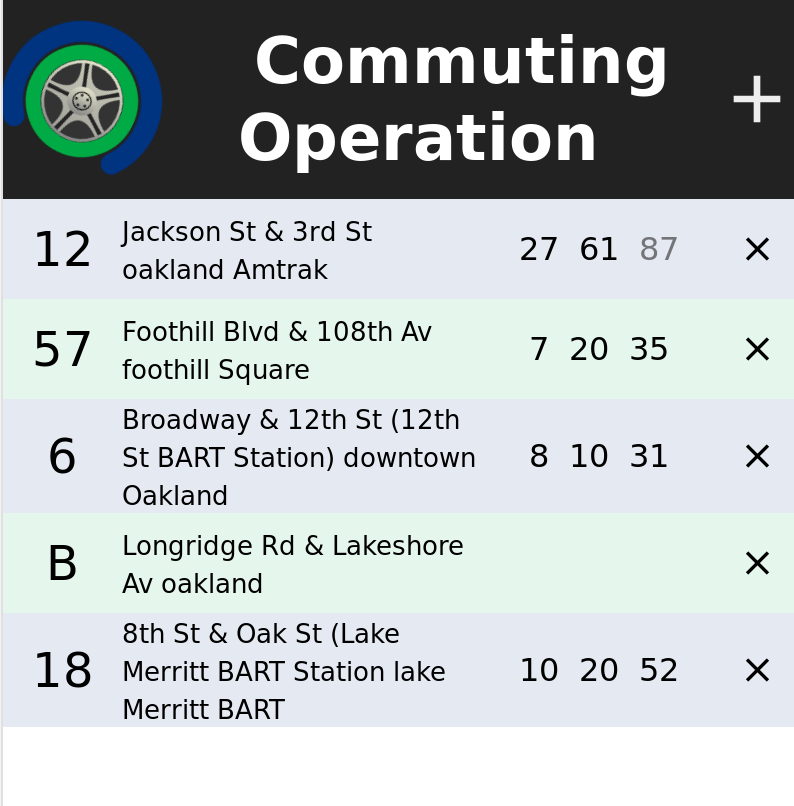 Commuting
Operation
+
12 Jackson St & 3rd St 27 61 87 ×
oakland Amtrak
57 Foothill Blvd & 108th Av 7 20 35 ×
foothill Square
6 Broadway & 12th St (12th 8 10 31 ×
St BART Station) downtown
Oakland
B Longridge Rd & Lakeshore ×
Av oakland
18 8th St & Oak St (Lake 10 20 52 ×
Merritt BART Station lake
Merritt BART